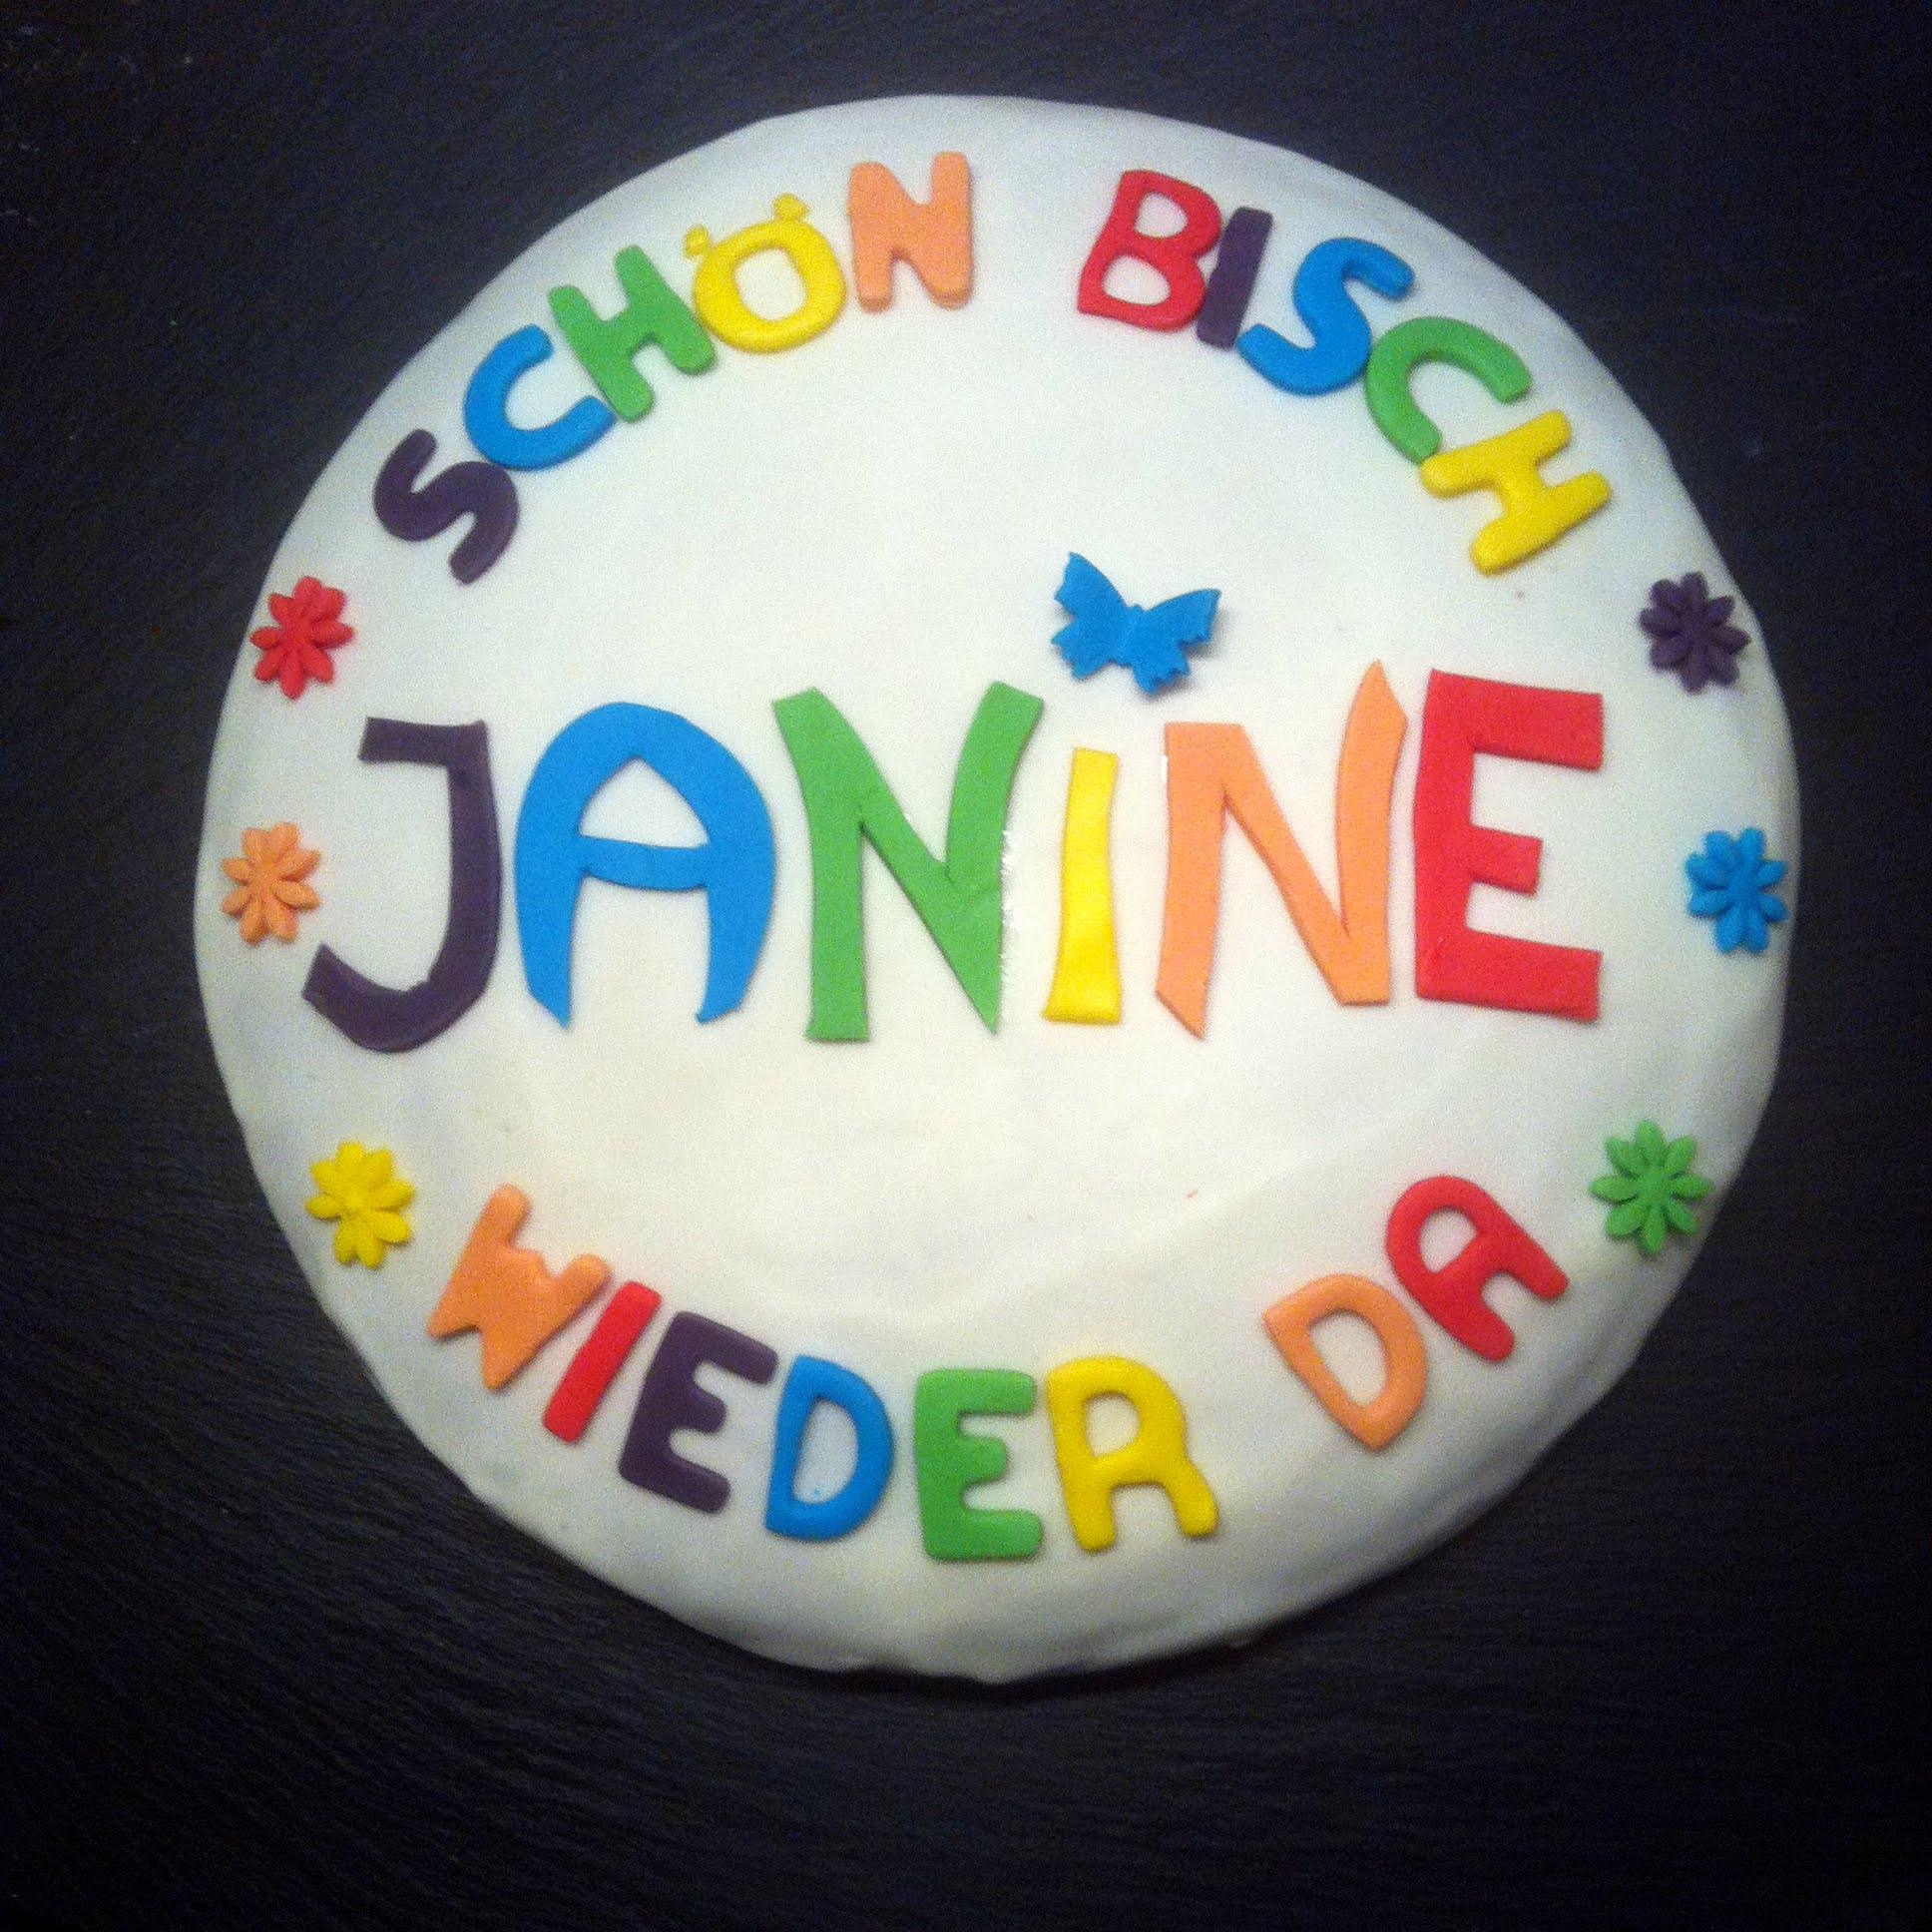 SCHÖN BISCH
JANiNE
WIEDER DA